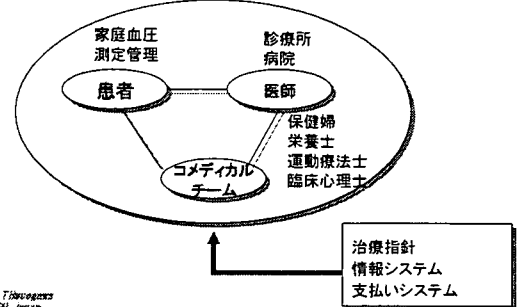 家庭血圧
測定管理
診療所
病院
患者
医師
保健婦
栄養士
運動療法士
臨床心理士
コメディカル
チーム
治療指針
情報システム
支払いシステム